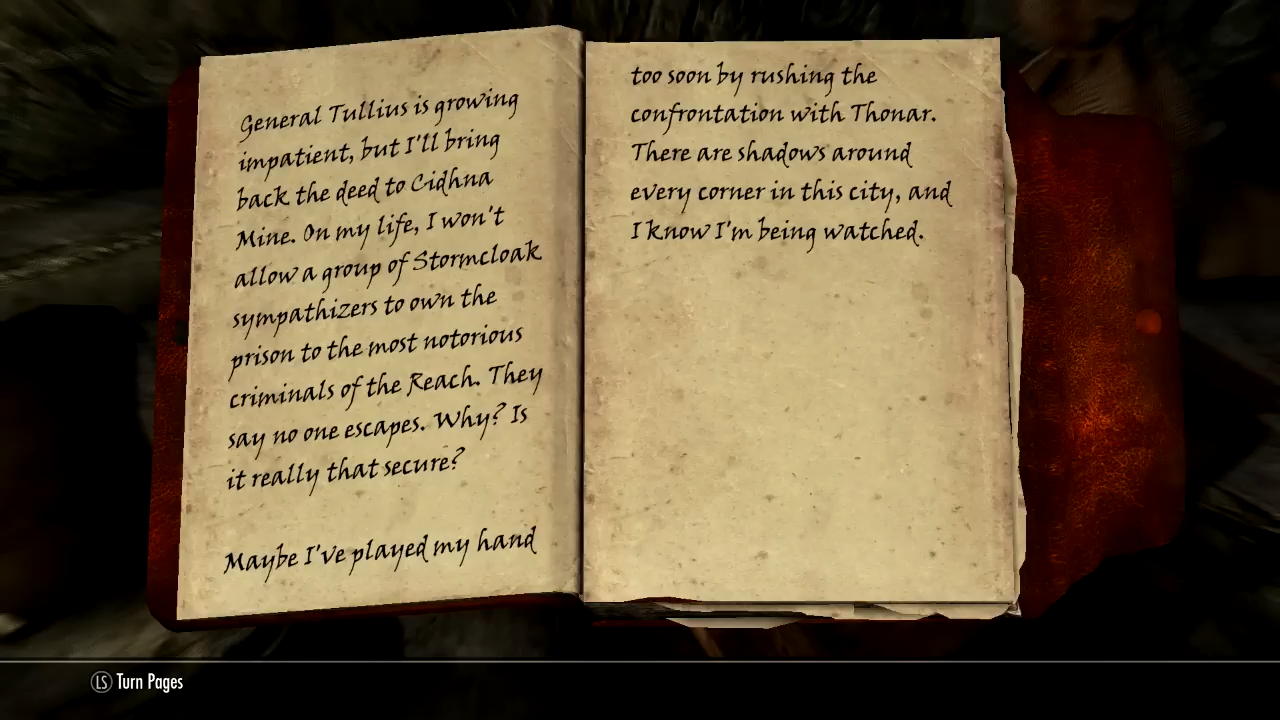 General Tullius is growing
impatient, but I'll bring
back the deed to Cidhna
Mine. On my life, I won't
allow a group of Stormcloak
sympathizers to own the
prison to the most notorious
criminals of the Reach. They
say no one escapes. Why? Is
it really that secure?
Maybe I've played my hand
too soon by rushing the
confrontation with Thonar.
There are shadows around
every corner in this city, and
I know I'm being watched.
LS Turn Pages